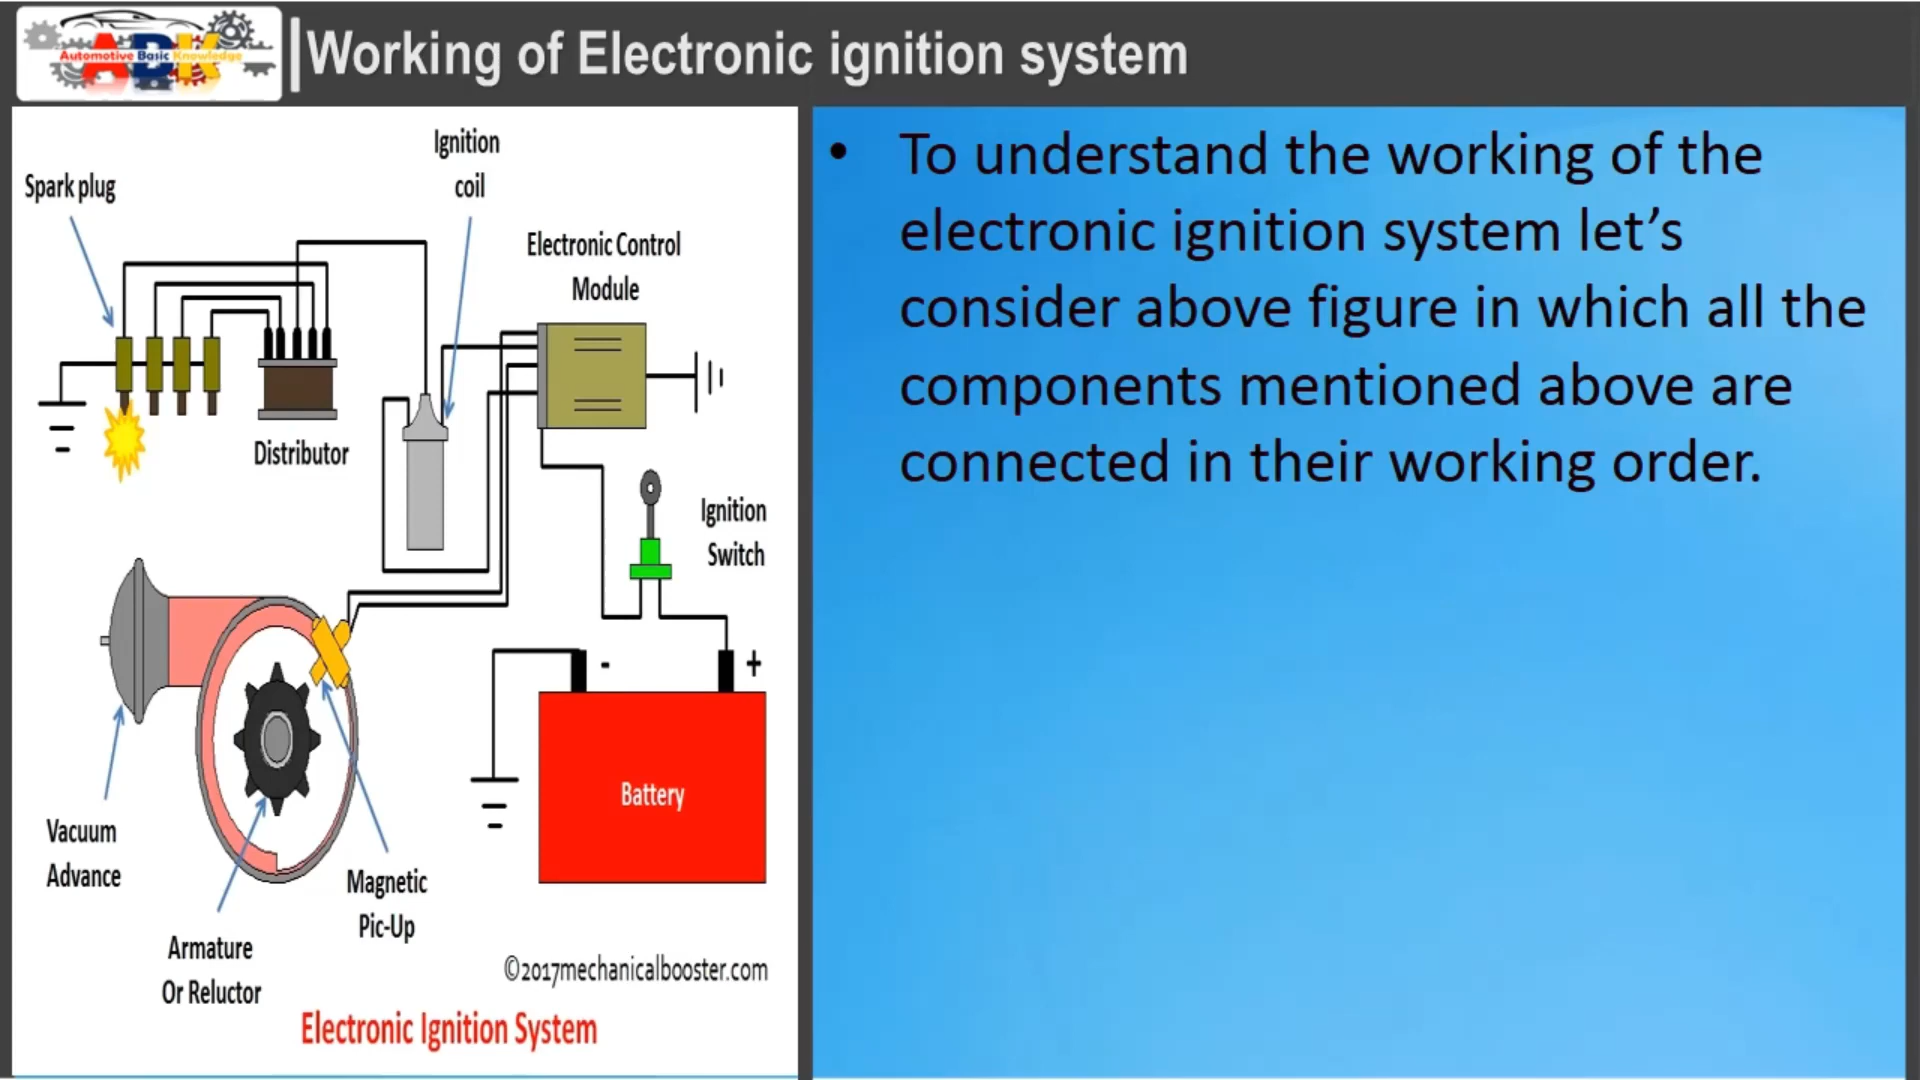 ABK
Automotive Basic Knowledge
Working of Electronic ignition system
Ignition
coil
Spark plug
Electronic Control
Module
Distributor
Ignition
Switch
-
+
Battery
Vacuum
Advance
Magnetic
Pic-Up
Armature
Or Reluctor
©2017mechanicalbooster.com
Electronic Ignition System
• To understand the working of the
electronic ignition system let’s
consider above figure in which all the
components mentioned above are
connected in their working order.